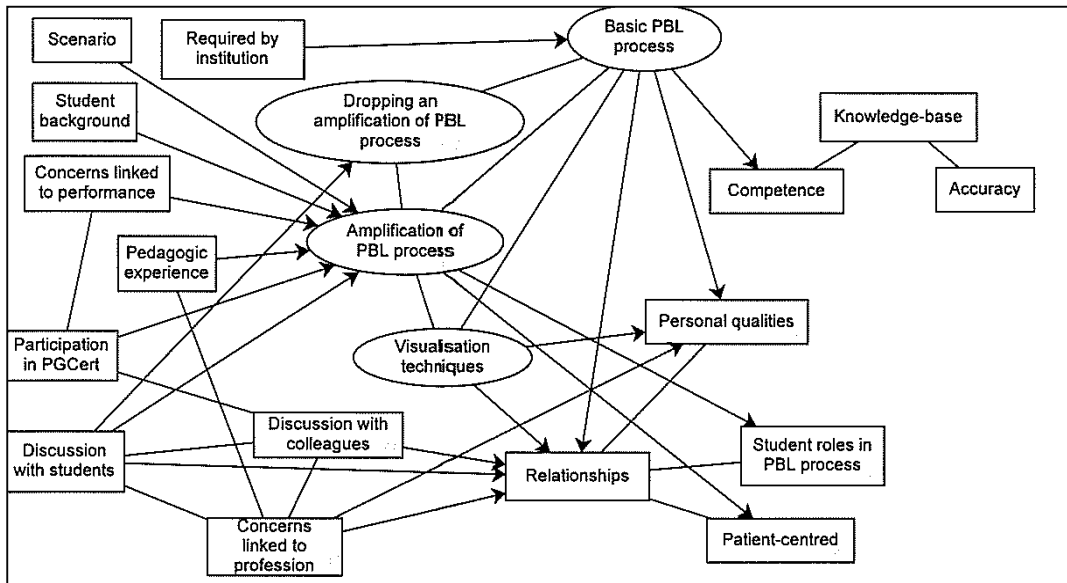 Scenario
Required by
institution
Basic PBL
process
Student
background
Dropping an
amplification of PBL
process
Knowledge-base
Concerns linked
to performance
Competence
Accuracy
Amplification of
PBL process
Pedagogic
experience
Personal qualities
Participation
in PGCert
Visualisation
techniques
Discussion
with students
Discussion with
colleagues
Relationships
Student roles in
PBL process
Concerns
linked to
profession
Patient-centred